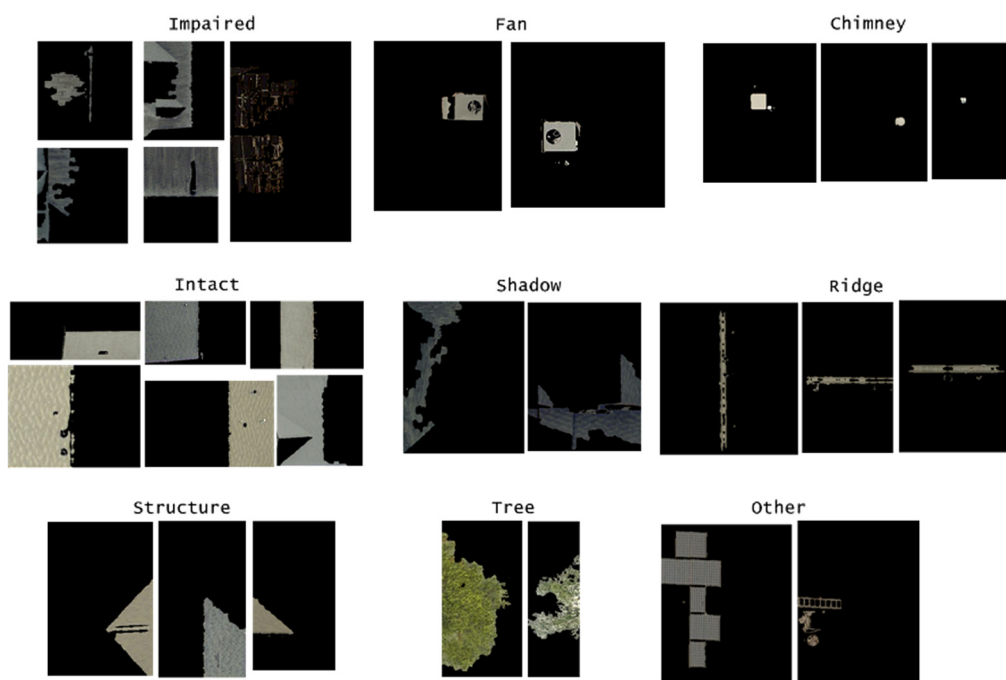 Impaired
Fan
Chimney
Intact
Shadow
Ridge
Structure
Tree
Other